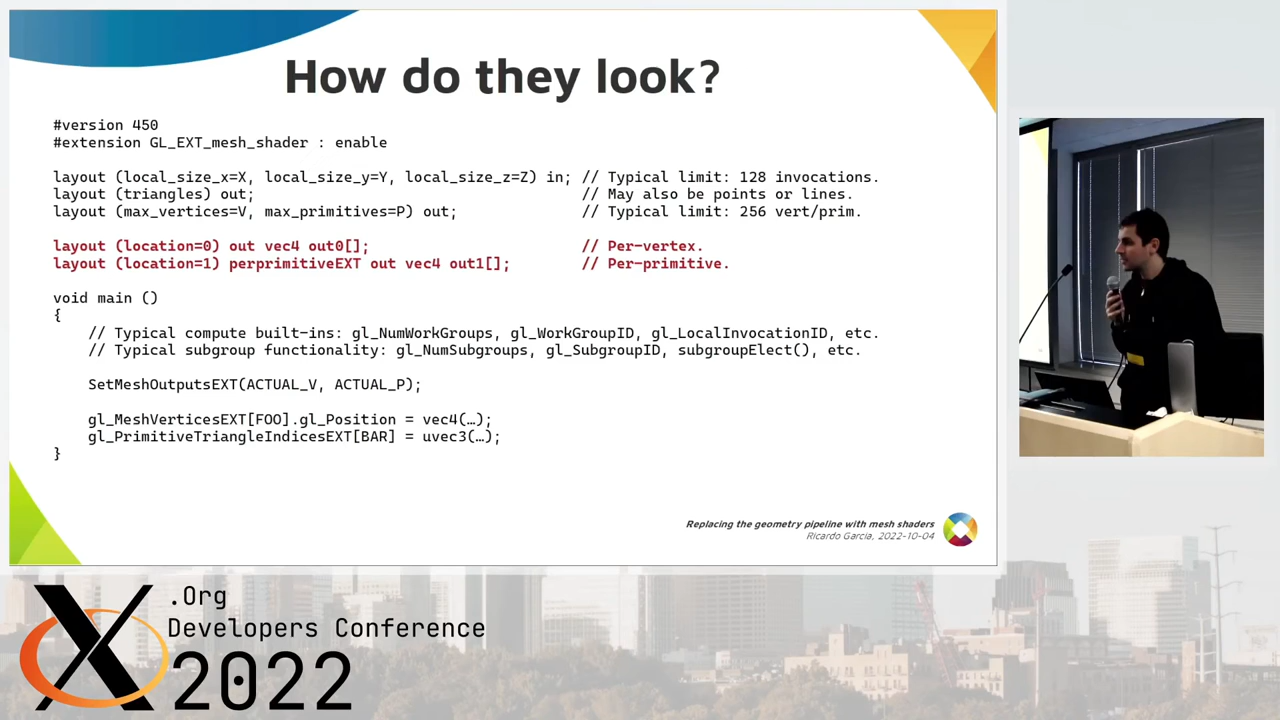 How do they look?
#version 450
#extension GL_EXT_mesh_shader : enable
layout (local_size_x=X, local_size_y=Y, local_size_z=Z) in; // Typical limit: 128 invocations.
layout (triangles) out; // May also be points or lines.
layout (max_vertices=V, max_primitives=P) out; // Typical limit: 256 vert/prim.
layout (location=0) out vec4 out0[]; // Per-vertex.
layout (location=1) perprimitiveEXT out vec4 out1[]; // Per-primitive.
void main ()
{
// Typical compute built-ins: gl_NumWorkGroups, gl_WorkGroupID, gl_LocalInvocationID, etc.
// Typical subgroup functionality: gl_NumSubgroups, gl_SubgroupID, subgroupElect(), etc.
SetMeshOutputsEXT(ACTUAL_V, ACTUAL_P);
gl_MeshVerticesEXT[FOO].gl_Position = vec4(…);
gl_PrimitiveTriangleIndicesEXT[BAR] = uvec3(…);
}
Replacing the geometry pipeline with mesh shaders
Ricardo Garcia, 2022-10-04
X.Org
Developers Conference
2022